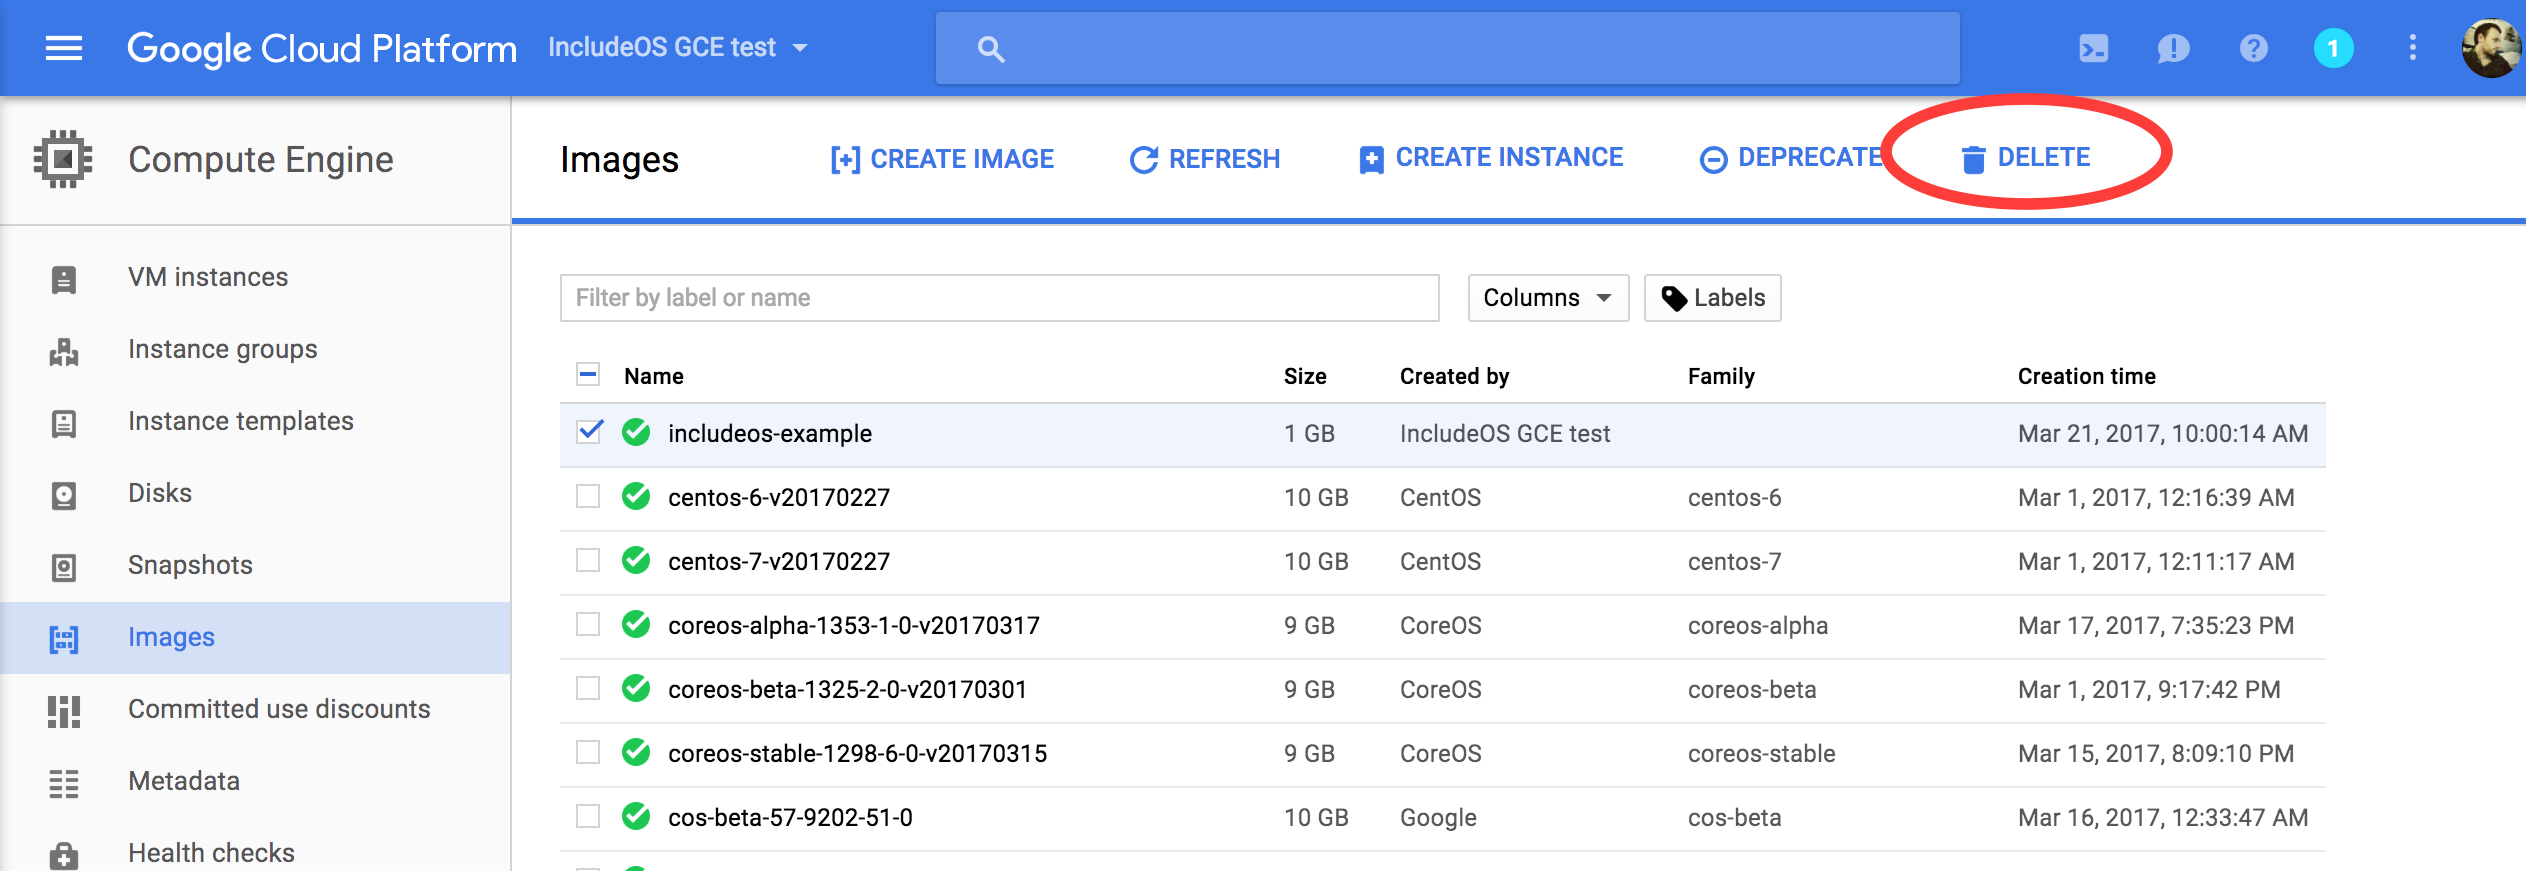 Google Cloud Platform IncludeOS GCE test 1
Compute Engine
Images CREATE IMAGE REFRESH CREATE INSTANCE DEPRECATE DELETE
VM instances
Instance groups
Instance templates
Disks
Snapshots
Images
Committed use discounts
Metadata
Health checks
Filter by label or name Columns Labels
Name Size Created by Family Creation time
includeos-example 1 GB IncludeOS GCE test Mar 21, 2017, 10:00:14 AM
centos-6-v20170227 10 GB CentOS centos-6 Mar 1, 2017, 12:16:39 AM
centos-7-v20170227 10 GB CentOS centos-7 Mar 1, 2017, 12:11:17 AM
coreos-alpha-1353-1-0-v20170317 9 GB CoreOS coreos-alpha Mar 17, 2017, 7:35:23 PM
coreos-beta-1325-2-0-v20170301 9 GB CoreOS coreos-beta Mar 1, 2017, 9:17:42 PM
coreos-stable-1298-6-0-v20170315 9 GB CoreOS coreos-stable Mar 15, 2017, 8:09:10 PM
cos-beta-57-9202-51-0 10 GB Google cos-beta Mar 16, 2017, 12:33:47 AM